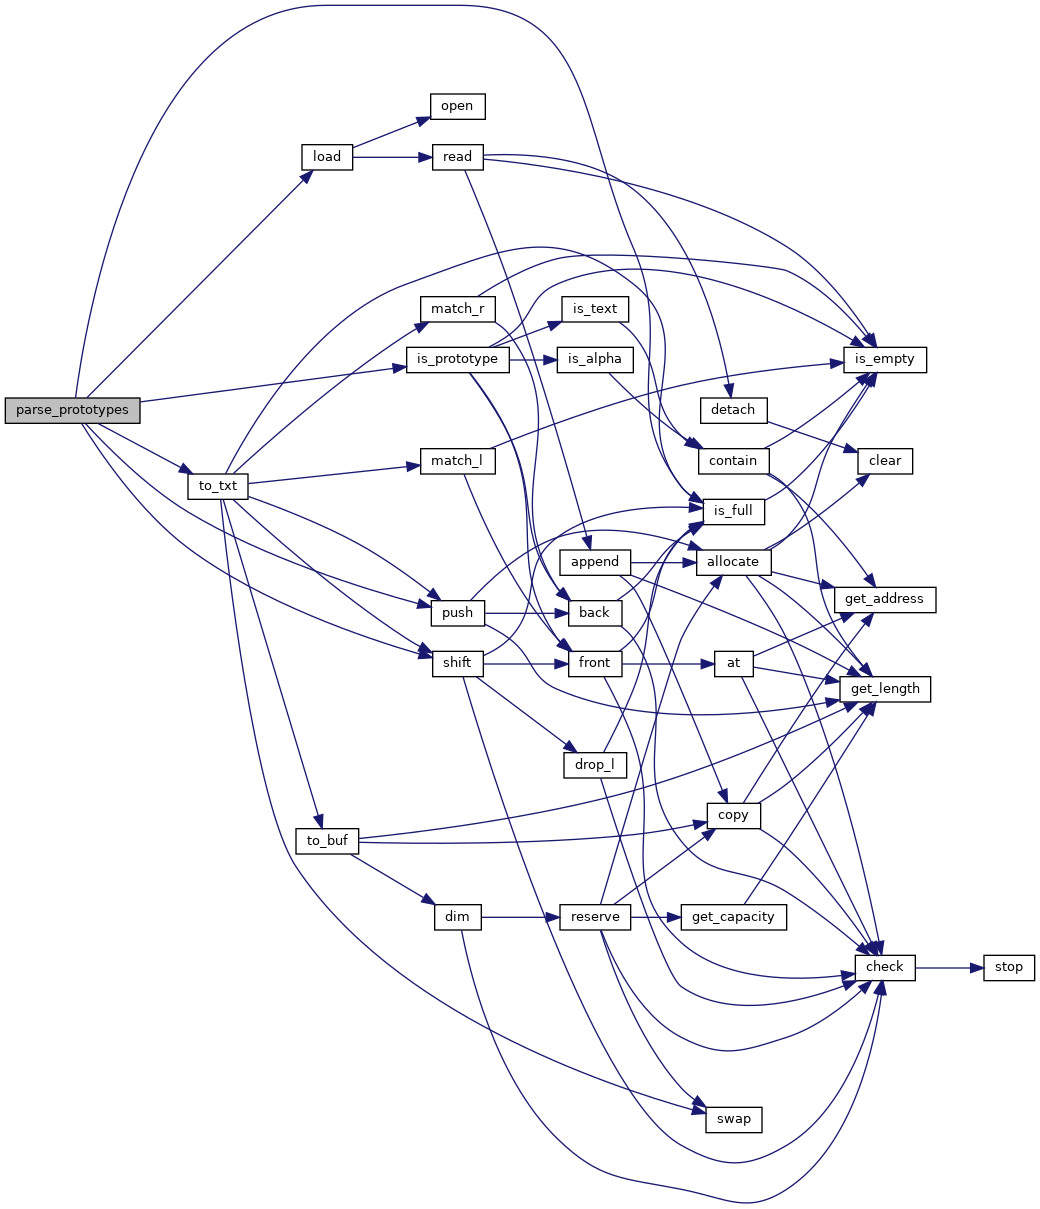 open
load
read
match_r
is_text
is_prototype
is_alpha
is_empty
parse_prototypes
detach
match_l
contain
clear
to_txt
is_full
append
allocate
get_address
push
back
shift
front
at
get_length
drop_l
copy
to_buf
dim
reserve
get_capacity
check
stop
swap